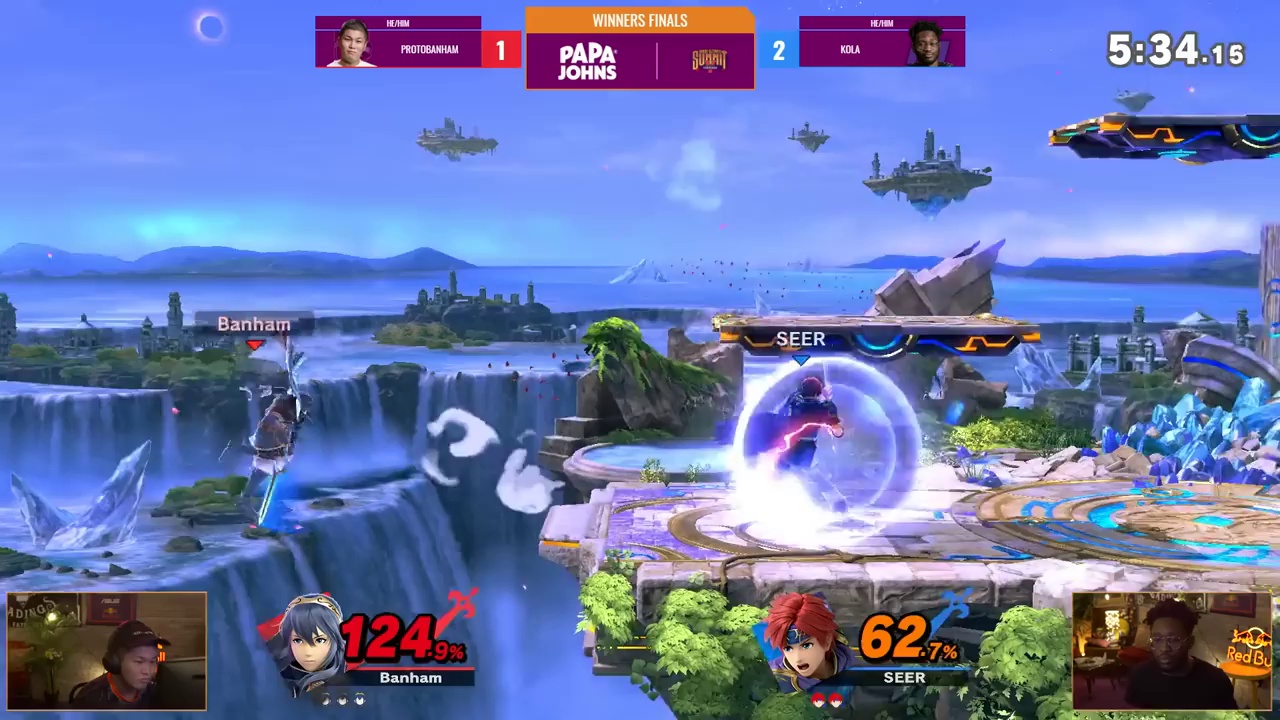 HE/HIM
PROTOBANHAM
1
WINNERS FINALS
PAPA JOHNS
SUMMIT
2
HE/HIM
KOLA
5:34.15
Banham
SEER
124.9%
Banham
62.7%
SEER
Red Bu